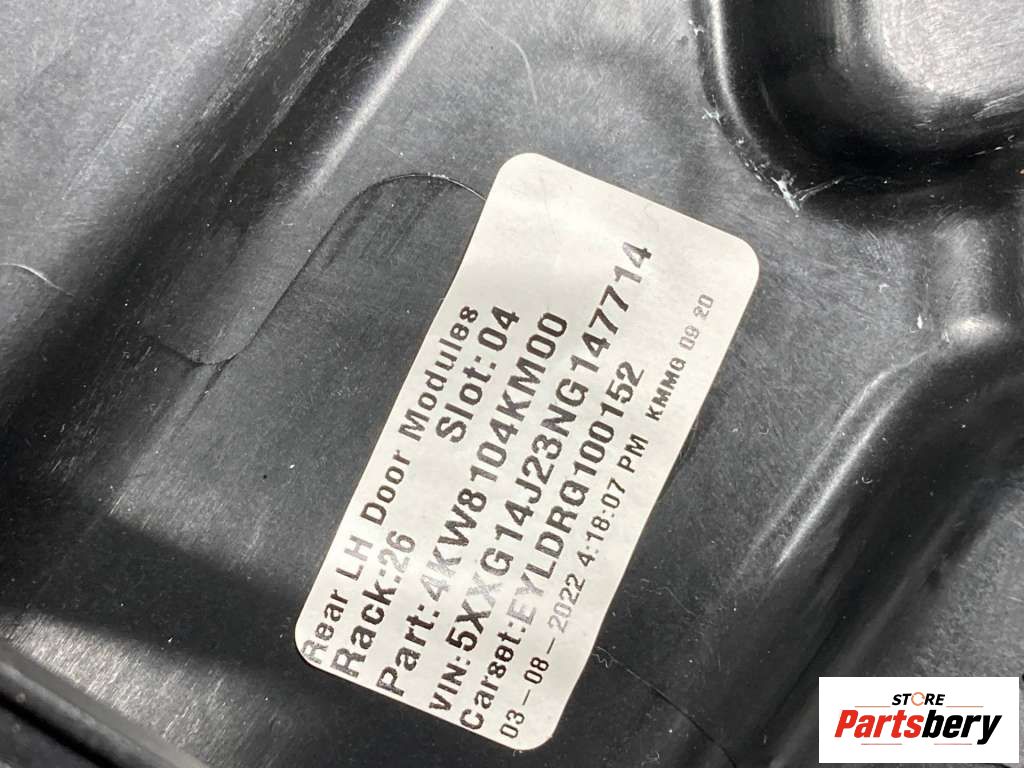 Rear LH Door Modules
Rack:26 Slot:04
Part:4KW8104KM00
VIN:5XXG14J23NG147714
Carset:EYLDRG100152
03-08-2022 4:18:07 PM KMMG 09 20
STORE
Partsbery